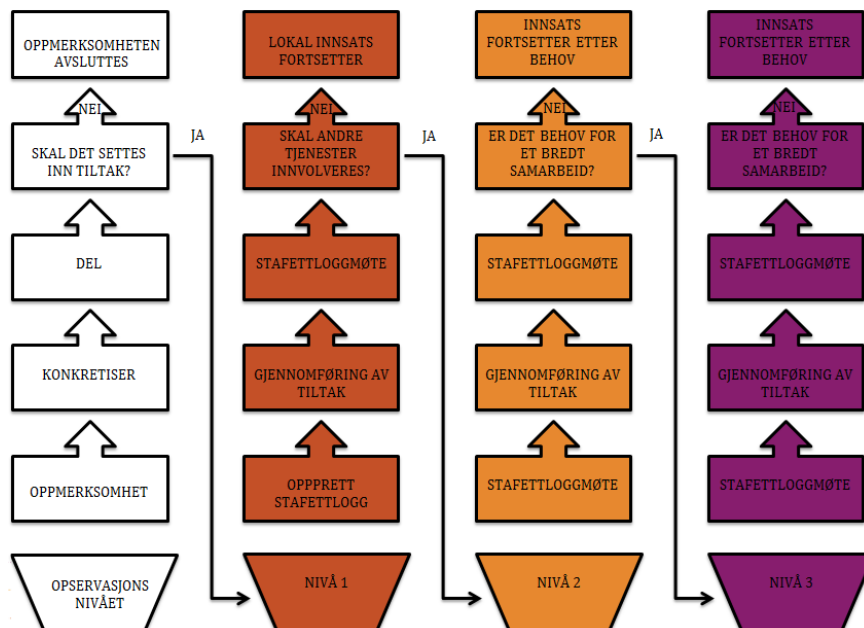 OPPMERKSOMHETEN
AVSLUTTES
NEI
SKAL DET SETTES
INN TILTAK?
JA
DEL
KONKRETISER
OPPMERKSOMHET
OPSERVASJONS
NIVÅET
LOKAL INNSATS
FORTSETTER
NEI
SKAL ANDRE
TJENESTER
INNVOLVERES?
JA
STAFETTLOGGMØTE
GJENNOMFØRING AV
TILTAK
OPPPRETT
STAFETTLOGG
NIVÅ 1
INNSATS
FORTSETTER ETTER
BEHOV
NEI
ER DET BEHOV FOR
ET BREDT
SAMARBEID?
JA
STAFETTLOGGMØTE
GJENNOMFØRING AV
TILTAK
STAFETTLOGGMØTE
NIVÅ 2
INNSATS
FORTSETTER ETTER
BEHOV
NEI
ER DET BEHOV FOR
ET BREDT
SAMARBEID?
STAFETTLOGGMØTE
GJENNOMFØRING AV
TILTAK
STAFETTLOGGMØTE
NIVÅ 3